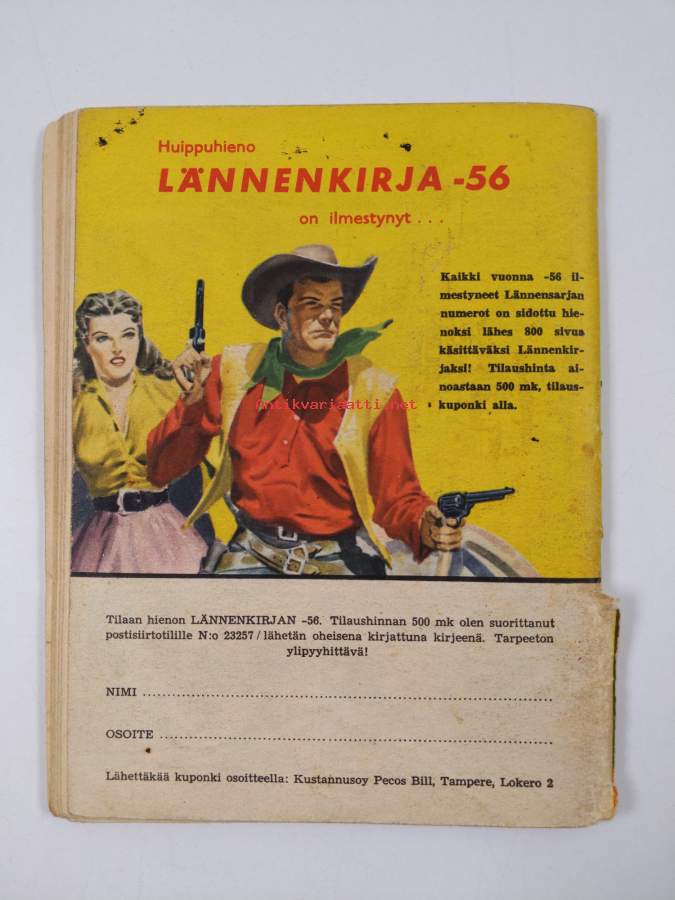 Huippuhieno
LÄNNENKIRJA -56
on ilmestynyt...
Kaikki vuonna -56 il-
mestyneet Lännensarjan
numerot on sidottu hie-
noksi lähes 800 sivua
käsittäväksi Lännenkir-
jaksi! Tilaushinta ai-
noastaan 500 mk, tilaus-
kuponki alla.
antikvariaatti.net
Tilaan hienon LÄNNENKIRJAN -56. Tilaushinnan 500 mk olen suorittanut
postisiirtotilille N:o 23257/lähetän oheisena kirjattuna kirjeenä. Tarpeeton
ylipyyhittävä!
NIMI
OSOITE
Lähettäkää kuponki osoitteella: Kustannusoy Pecos Bill, Tampere, Lokero 2